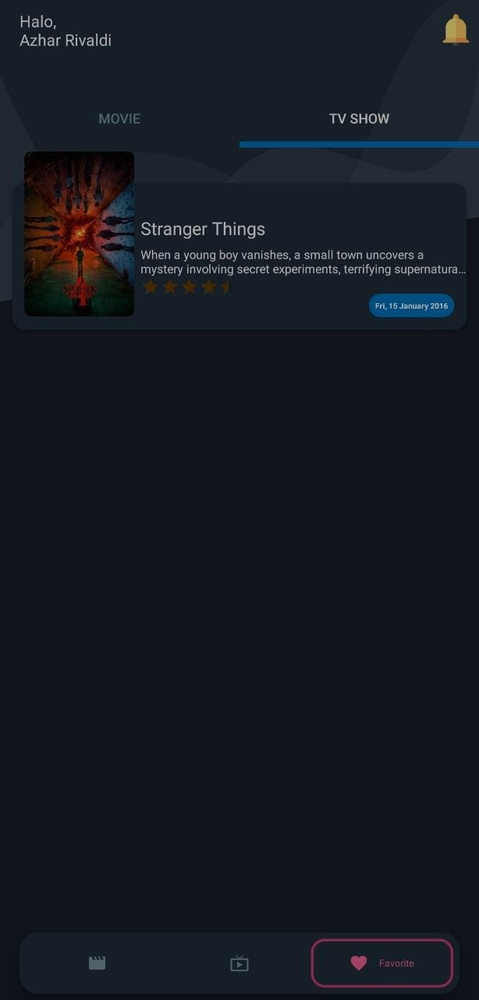 Halo,
Azhar Rivaldi
MOVIE
TV SHOW
Stranger Things
When a young boy vanishes, a small town uncovers a
mystery involving secret experiments, terrifying supernatura...
Fri, 15 January 2016
Favorite